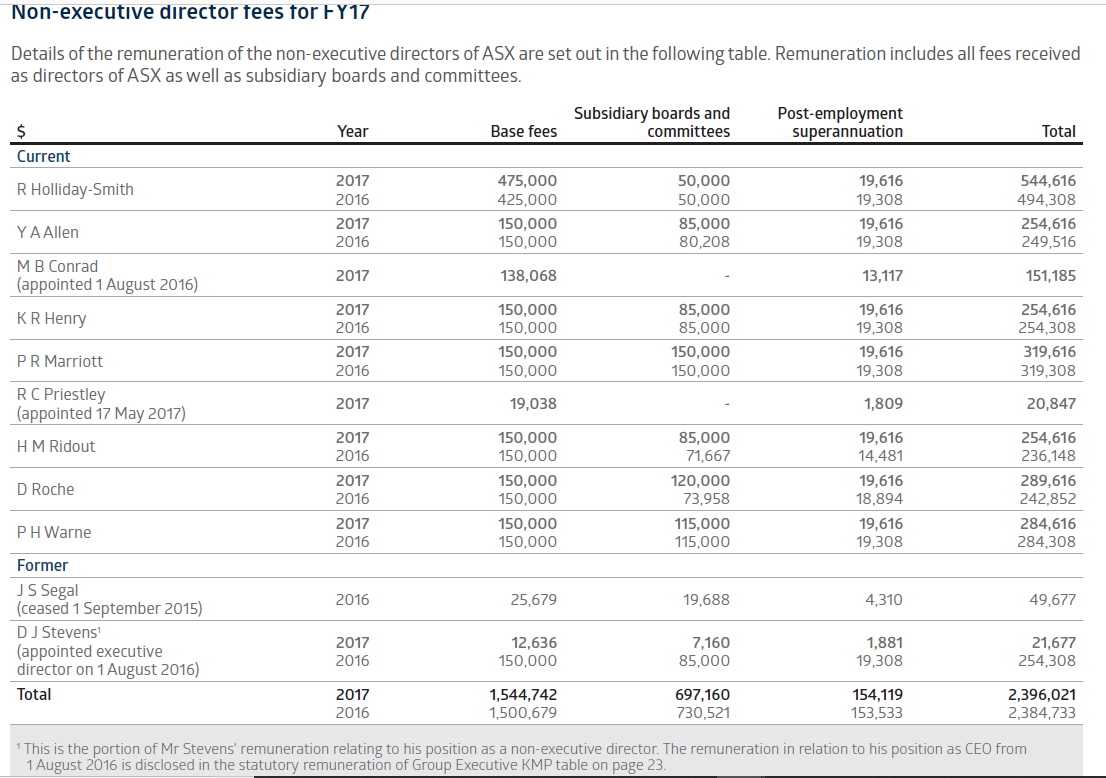 Non-executive director fees for FY17
Details of the remuneration of the non-executive directors of ASX are set out in the following table. Remuneration includes all fees received
as directors of ASX as well as subsidiary boards and committees.
$ Year Base fees Subsidiary boards and committees Post-employment superannuation Total
Current
R Holliday-Smith 2017 475,000 50,000 19,616 544,616
2016 425,000 50,000 19,308 494,308
Y A Allen 2017 150,000 85,000 19,616 254,616
2016 150,000 80,208 19,308 249,516
M B Conrad
(appointed 1 August 2016) 2017 138,068 - 13,117 151,185
K R Henry 2017 150,000 85,000 19,616 254,616
2016 150,000 85,000 19,308 254,308
P R Marriott 2017 150,000 150,000 19,616 319,616
2016 150,000 150,000 19,308 319,308
R C Priestley
(appointed 17 May 2017) 2017 19,038 - 1,809 20,847
H M Ridout 2017 150,000 85,000 19,616 254,616
2016 150,000 71,667 14,481 236,148
D Roche 2017 150,000 120,000 19,616 289,616
2016 150,000 73,958 18,894 242,852
P H Warne 2017 150,000 115,000 19,616 284,616
2016 150,000 115,000 19,308 284,308
Former
J S Segal
(ceased 1 September 2015) 2016 25,679 19,688 4,310 49,677
D J Stevens¹
(appointed executive 2017 12,636 7,160 1,881 21,677
director on 1 August 2016) 2016 150,000 85,000 19,308 254,308
Total 2017 1,544,742 697,160 154,119 2,396,021
2016 1,500,679 730,521 153,533 2,384,733
¹ This is the portion of Mr Stevens' remuneration relating to his position as a non-executive director. The remuneration in relation to his position as CEO from
1 August 2016 is disclosed in the statutory remuneration of Group Executive KMP table on page 23.